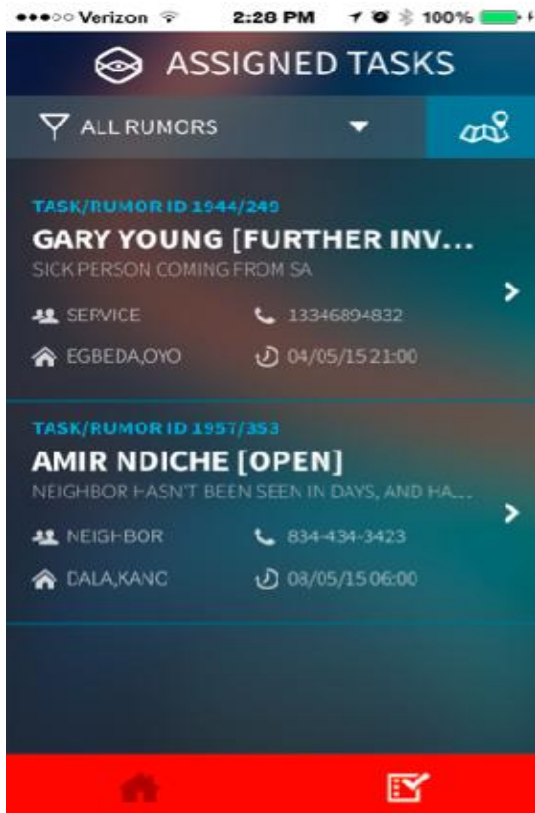 Verizon 2:28 PM 100%
ASSIGNED TASKS
ALL RUMORS
TASK/RUMOR ID 1944/249
GARY YOUNG [FURTHER INV...
SICK PERSON COMING FROM SA
SERVICE 13346894832
EGBEDA,OYO 04/05/15 21:00
TASK/RUMOR ID 1957/353
AMIR NDICHE [OPEN]
NEIGHBOR HASN'T BEEN SEEN IN DAYS, AND HA...
NEIGHBOR 834-434-3423
DALA,KANO 03/05/15 06:00